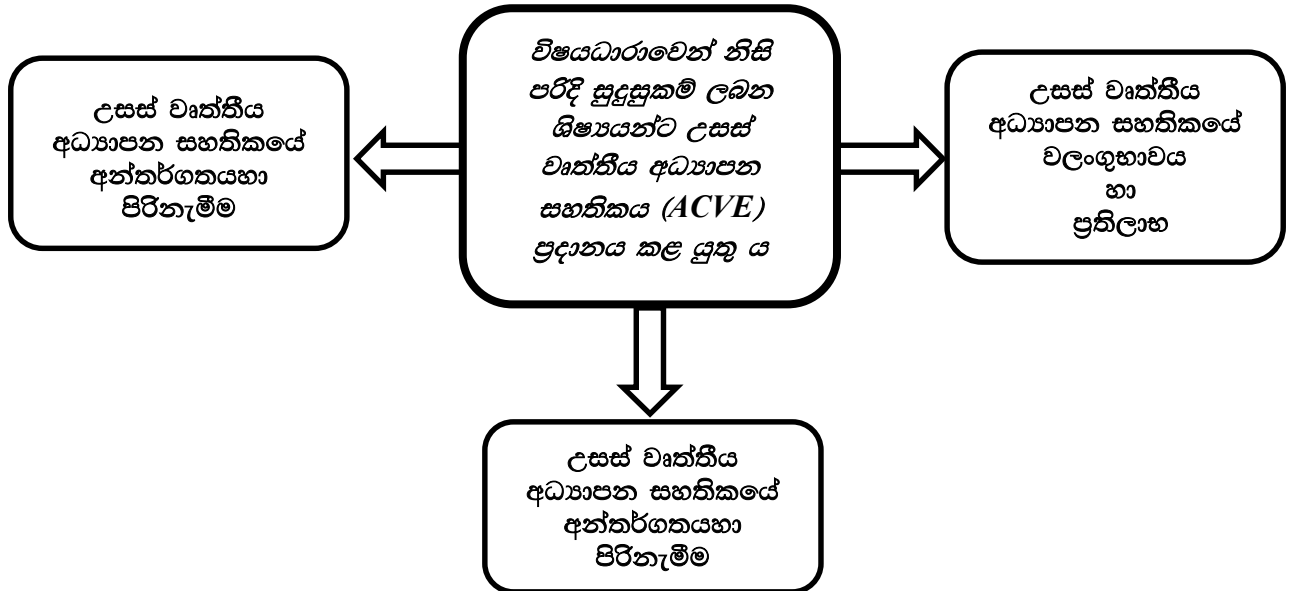 විෂයධාරාවෙන් නිසි
පරිදි සුදුසුකම් ලබන
ශිෂ්‍යයන්ට උසස්
වෘත්තීය අධ්‍යාපන
සහතිකය (ACVE)
ප්‍රදානය කළ යුතු ය
උසස් වෘත්තීය
අධ්‍යාපන සහතිකයේ
අන්තර්ගතයහා
පිරිනැමීම
උසස් වෘත්තීය
අධ්‍යාපන සහතිකයේ
වලංගුභාවය
හා
ප්‍රතිලාභ
උසස් වෘත්තීය
අධ්‍යාපන සහතිකයේ
අන්තර්ගතයහා
පිරිනැමීම